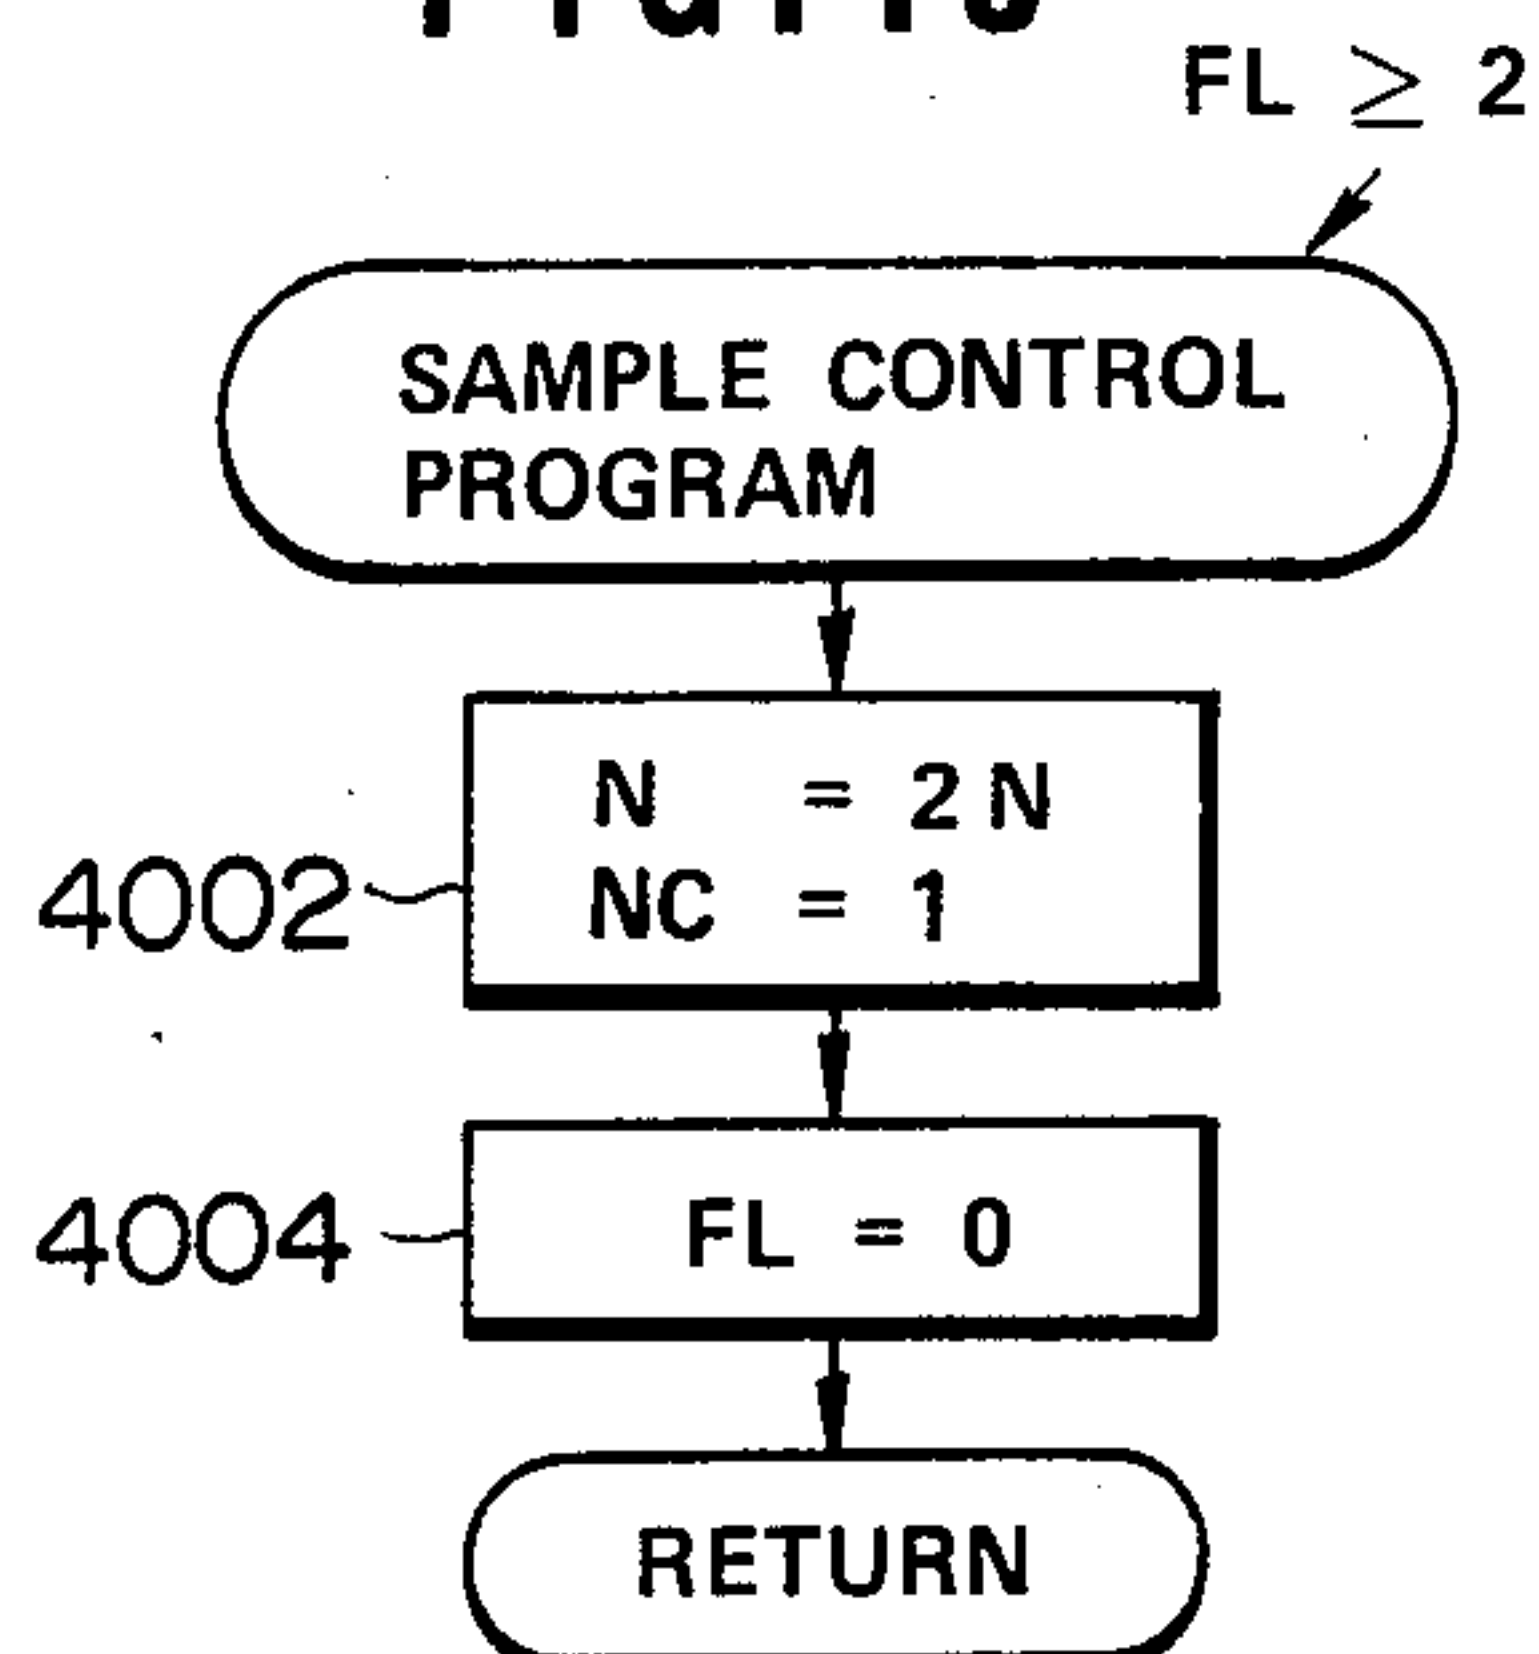 FL ≥ 2
SAMPLE CONTROL
PROGRAM
N = 2N
NC = 1
4002
FL = 0
4004
RETURN